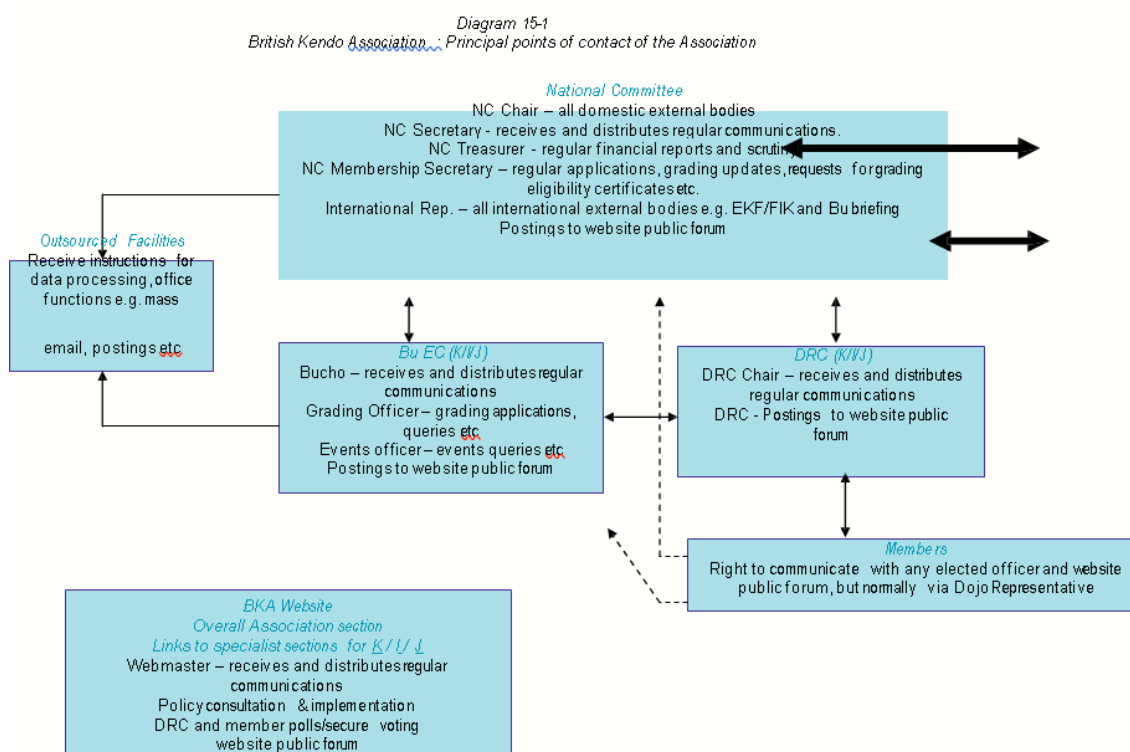 Diagram 15-1
British Kendo Association : Principal points of contact of the Association
National Committee
NC Chair – all domestic external bodies
NC Secretary - receives and distributes regular communications.
NC Treasurer - regular financial reports and scrutiny
NC Membership Secretary – regular applications, grading updates, requests for grading
eligibility certificates etc.
International Rep. – all international external bodies e.g. EKF/FIK and Bu briefing
Postings to website public forum
Outsourced Facilities
Receive instructions for
data processing, office
functions e.g. mass
email, postings etc
Bu EC (K/I/J)
Bucho – receives and distributes regular
communications
Grading Officer – grading applications,
queries etc
Events officer – events queries etc
Postings to website public forum
DRC (K/I/J)
DRC Chair – receives and distributes
regular communications
DRC - Postings to website public
forum
Members
Right to communicate with any elected officer and website
public forum, but normally via Dojo Representative
BKA Website
Overall Association section
Links to specialist sections for K / I / J
Webmaster – receives and distributes regular
communications
Policy consultation & implementation
DRC and member polls/secure voting
website public forum